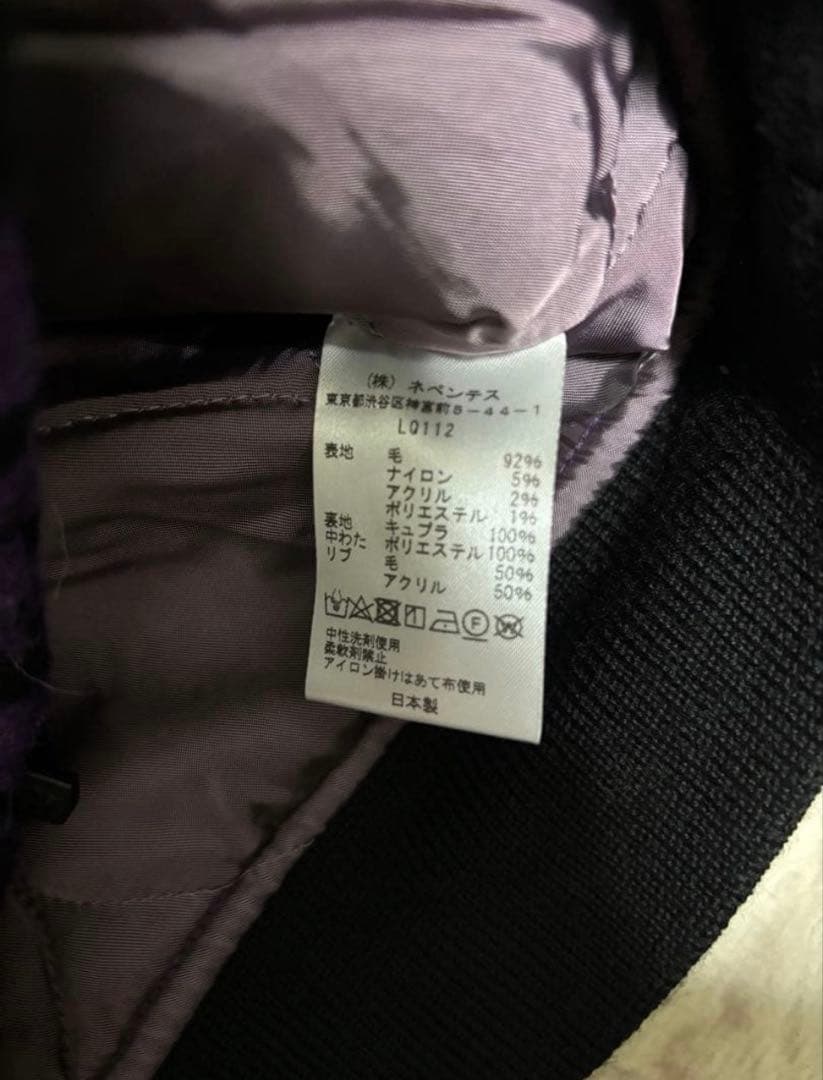 (株) ネペンテス
東京都渋谷区神宮前5-44-1
LQ112
表地 毛 92%
ナイロン 5%
アクリル 2%
ポリエステル 1%
裏地 キュプラ 100%
中わた ポリエステル 100%
リブ 毛 50%
アクリル 50%
F W
中性洗剤使用
柔軟剤禁止
アイロン掛けはあて布使用
日本製